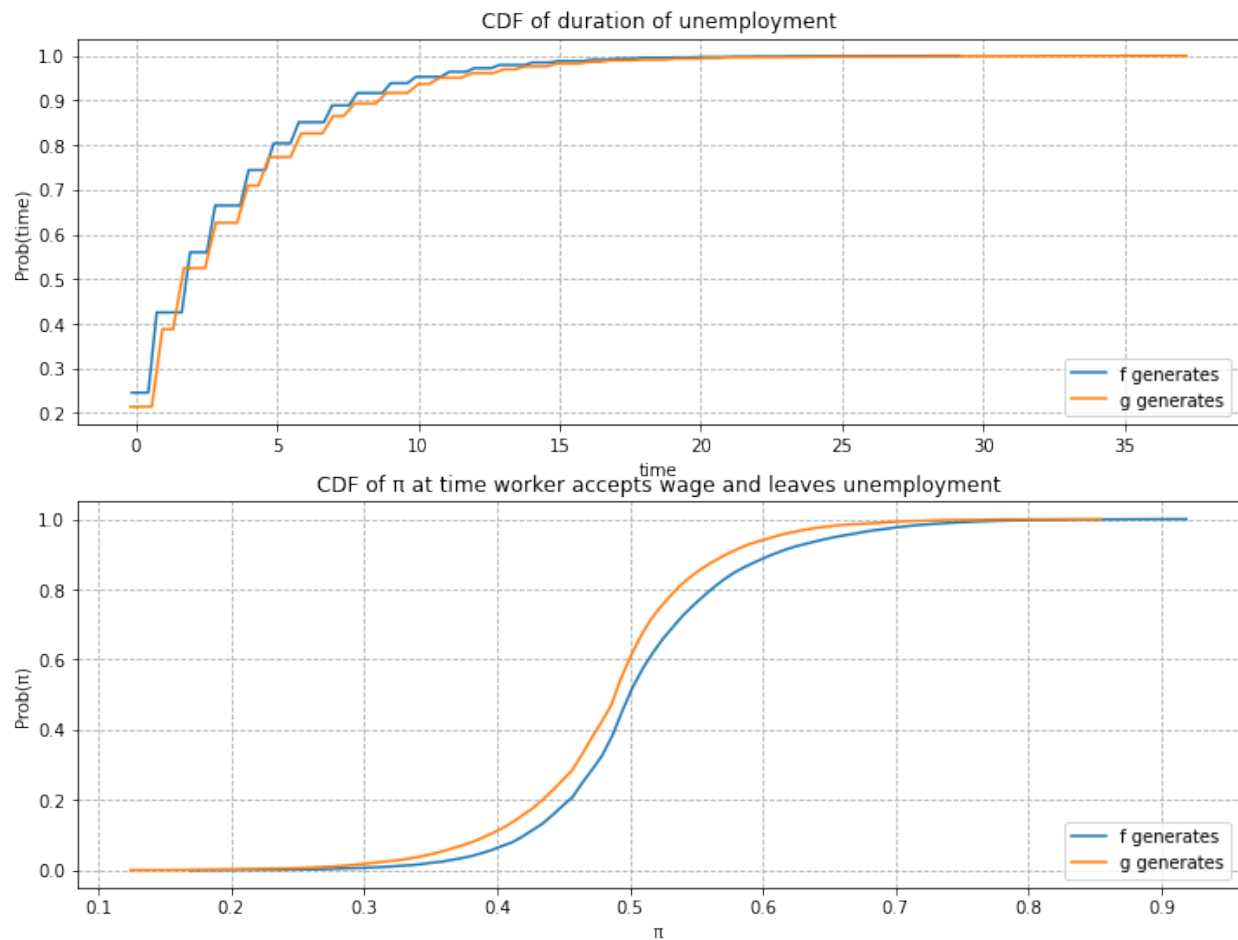 CDF of duration of unemployment
1.0
0.9
0.8
0.7
0.6
0.5
0.4
0.3
0.2
Prob(time)
f generates
g generates
0 5 10 15 20 25 30 35
time
CDF of π at time worker accepts wage and leaves unemployment
1.0
0.8
0.6
0.4
0.2
0.0
Prob(π)
f generates
g generates
0.1 0.2 0.3 0.4 0.5 0.6 0.7 0.8 0.9
π